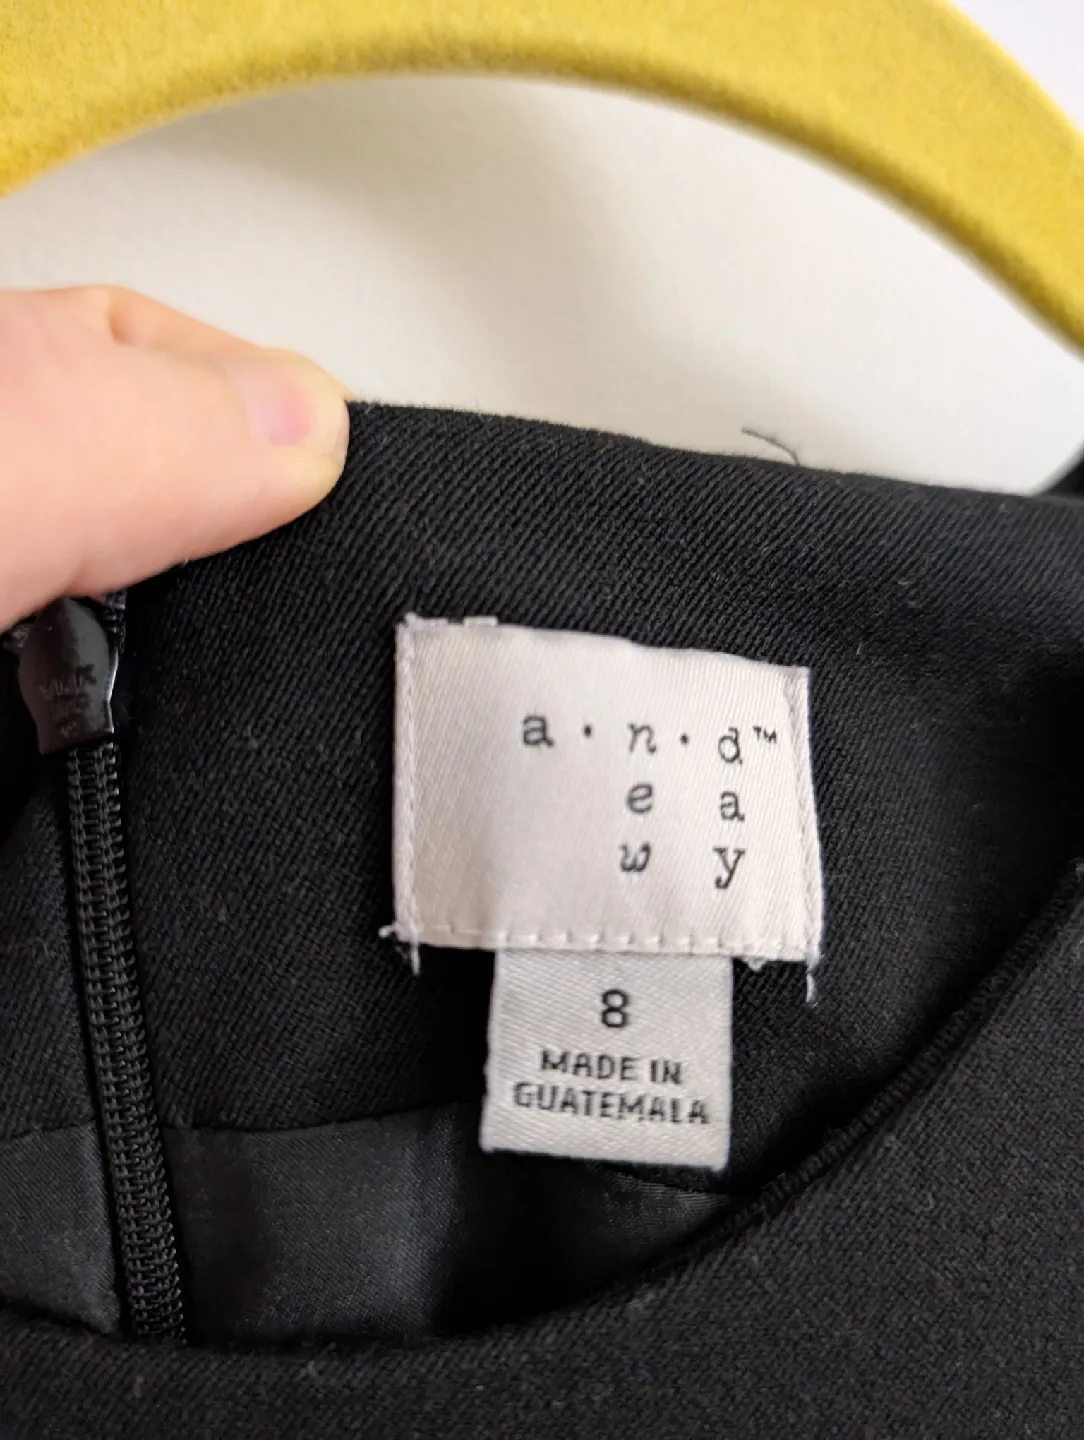 a · n · d™
e a
w y
8
MADE IN
GUATEMALA